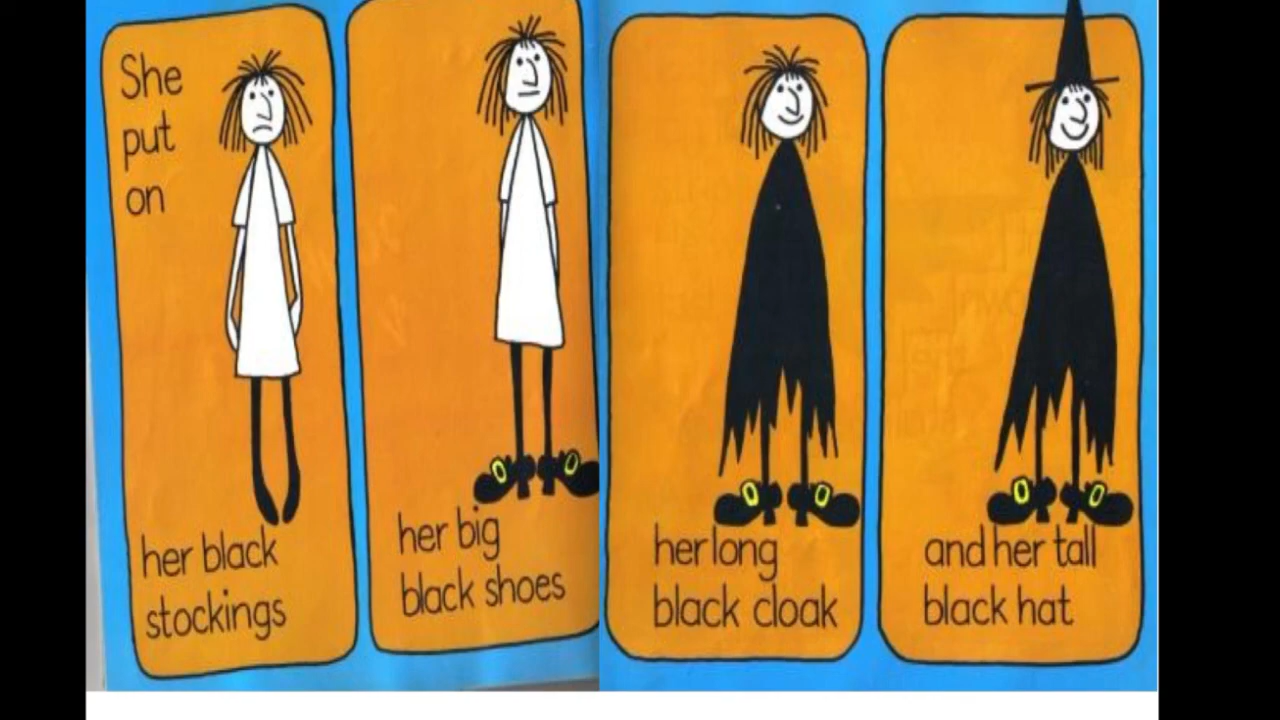 She
put
on
her black
stockings
her big
black shoes
her long
black cloak
and her tall
black hat